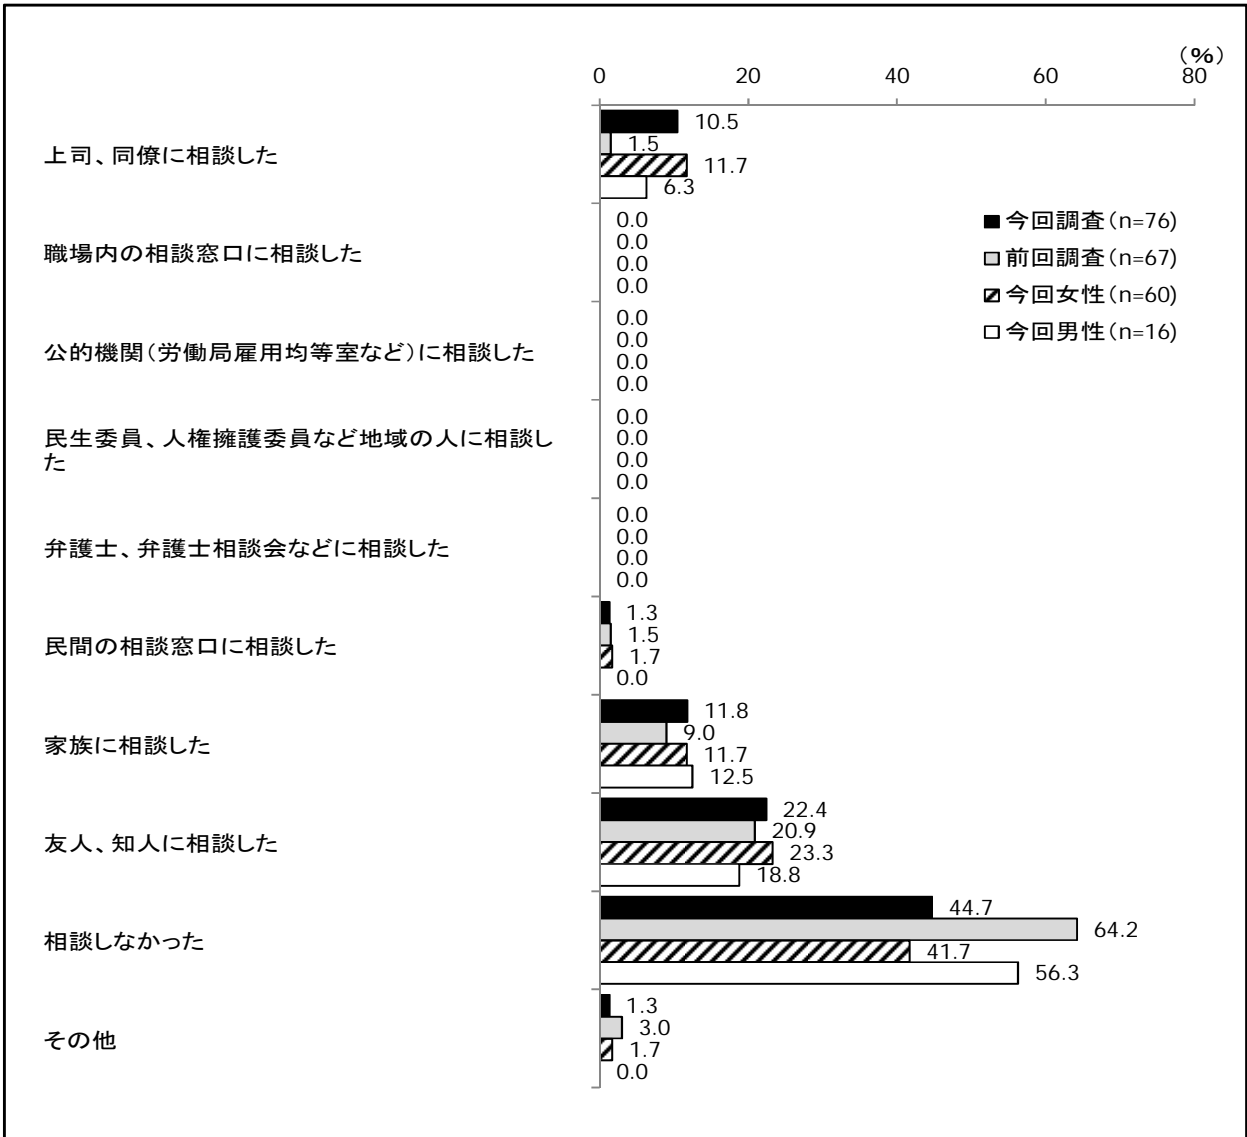 (%)
0 20 40 60 80
上司、同僚に相談した
10.5
1.5
11.7
6.3
今回調査(n=76)
前回調査(n=67)
今回女性(n=60)
今回男性(n=16)
職場内の相談窓口に相談した
0.0
0.0
0.0
0.0
公的機関(労働局雇用均等室など)に相談した
0.0
0.0
0.0
0.0
民生委員、人権擁護委員など地域の人に相談し
た
0.0
0.0
0.0
0.0
弁護士、弁護士相談会などに相談した
0.0
0.0
0.0
0.0
民間の相談窓口に相談した
1.3
1.5
1.7
0.0
家族に相談した
11.8
9.0
11.7
12.5
友人、知人に相談した
22.4
20.9
23.3
18.8
相談しなかった
44.7
64.2
41.7
56.3
その他
1.3
3.0
1.7
0.0